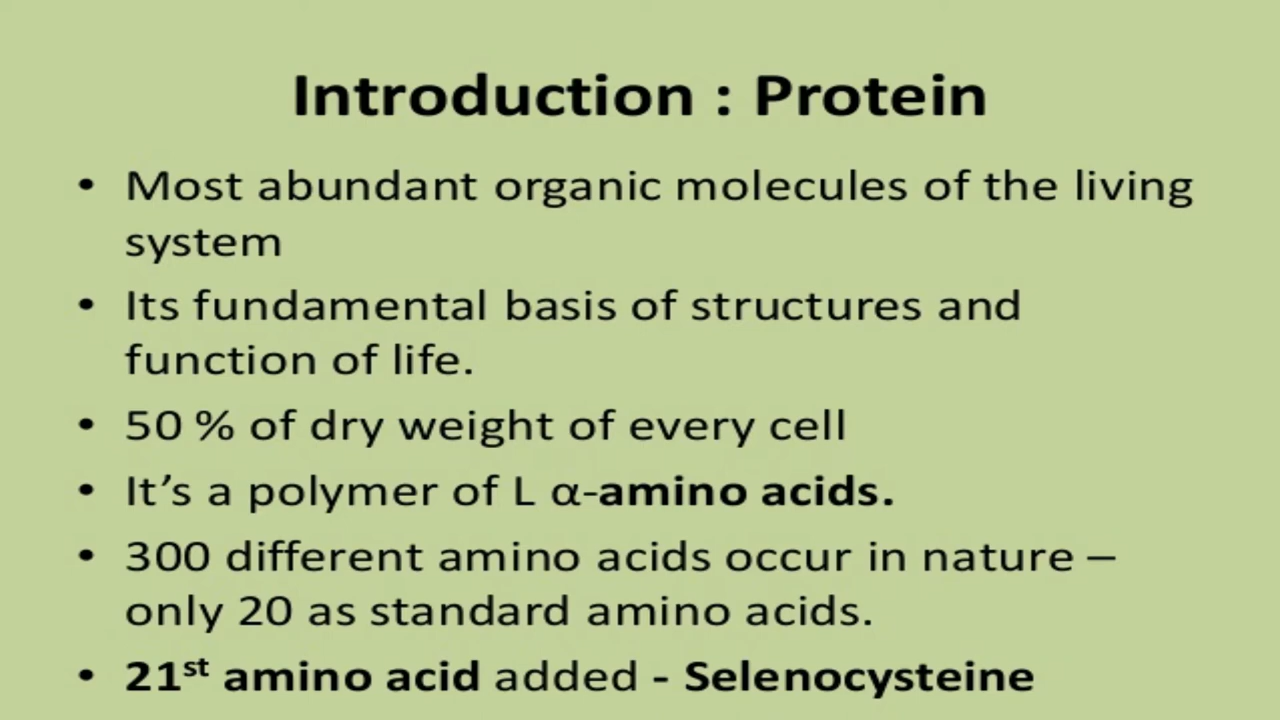 Introduction : Protein
• Most abundant organic molecules of the living
system
• Its fundamental basis of structures and
function of life.
• 50 % of dry weight of every cell
• It’s a polymer of L α-amino acids.
• 300 different amino acids occur in nature –
only 20 as standard amino acids.
• 21st amino acid added - Selenocysteine